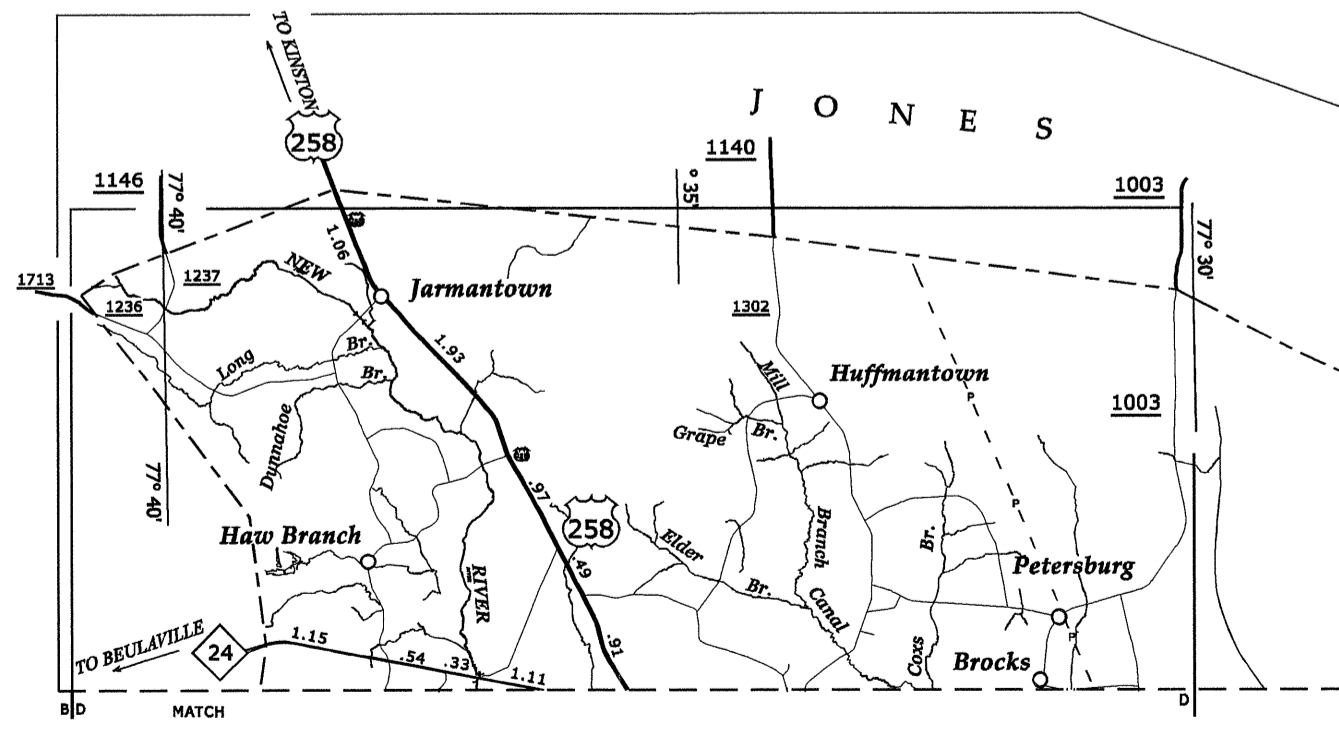 TO KINSTON
258
J O N E S
1140
1146
77° 40'
° 35'
1003
77° 30'
1.06
NEW
1237
1713
1236
Jarmantown
1302
1.93
Long
Br.
Br.
Mill
Huffmantown
1003
Dynnahoe
Grape
Br.
77° 40'
.97
258
Haw Branch
Elder
Branch
Br.
Petersburg
.49
RIVER
Br.
Canal
TO BEULAVILLE
24
1.15
.54
.33
1.11
.91
Coxs
Brocks
P
P
P
B D
MATCH
D